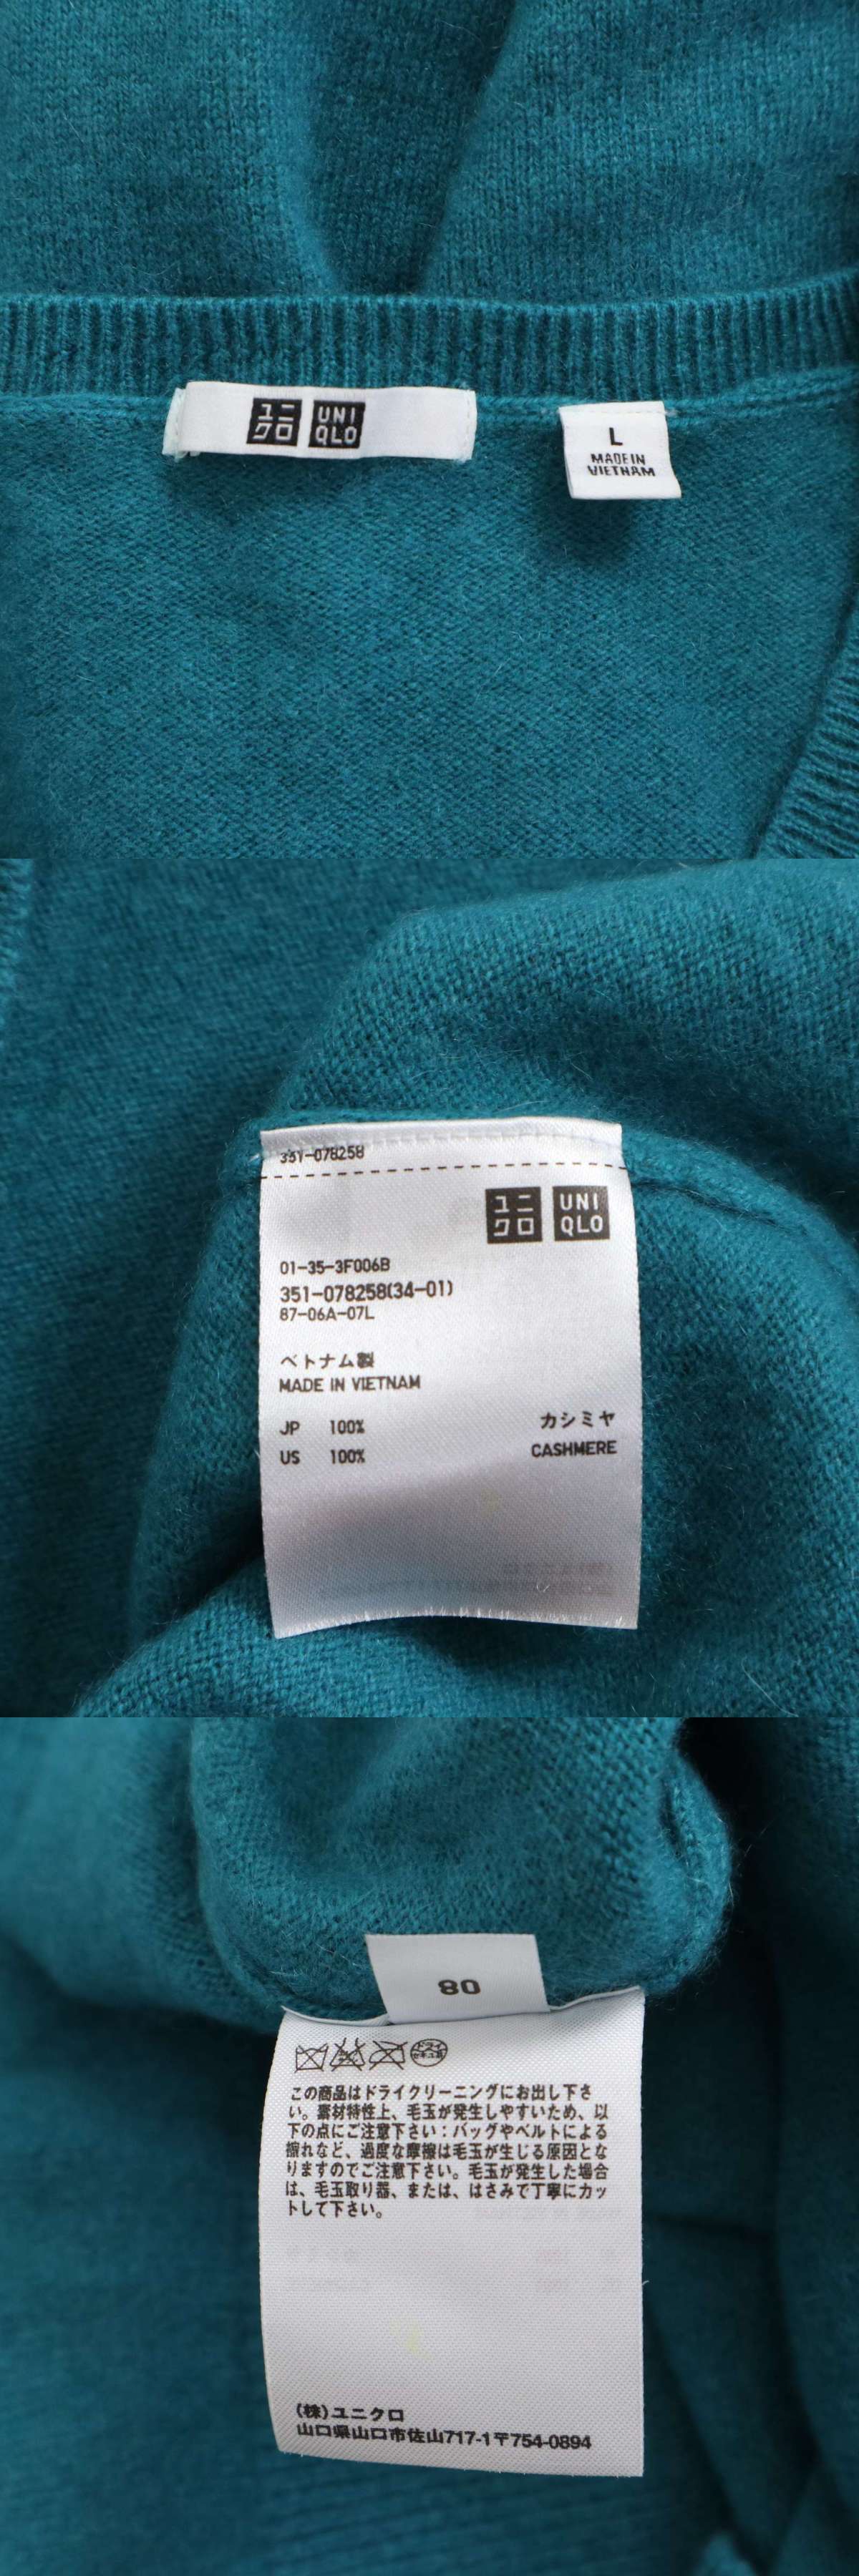 ユニ
クロ
UNI
QLO
L
MADE IN
VIETNAM
351-078258
ユニ
クロ
UNI
QLO
01-35-3F006B
351-078258(34-01)
87-06A-07L
ベトナム製
MADE IN VIETNAM
JP 100% カシミヤ
US 100% CASHMERE
80
ドライ
セキユ系
この商品はドライクリーニングにお出し下さ
い。素材特性上、毛玉が発生しやすいため、以
下の点にご注意下さい：バッグやベルトによる
擦れなど、過度な摩擦は毛玉が生じる原因とな
りますのでご注意下さい。毛玉が発生した場合
は、毛玉取り器、または、はさみで丁寧にカッ
トして下さい。
(株)ユニクロ
山口県山口市佐山717-1〒754-0894